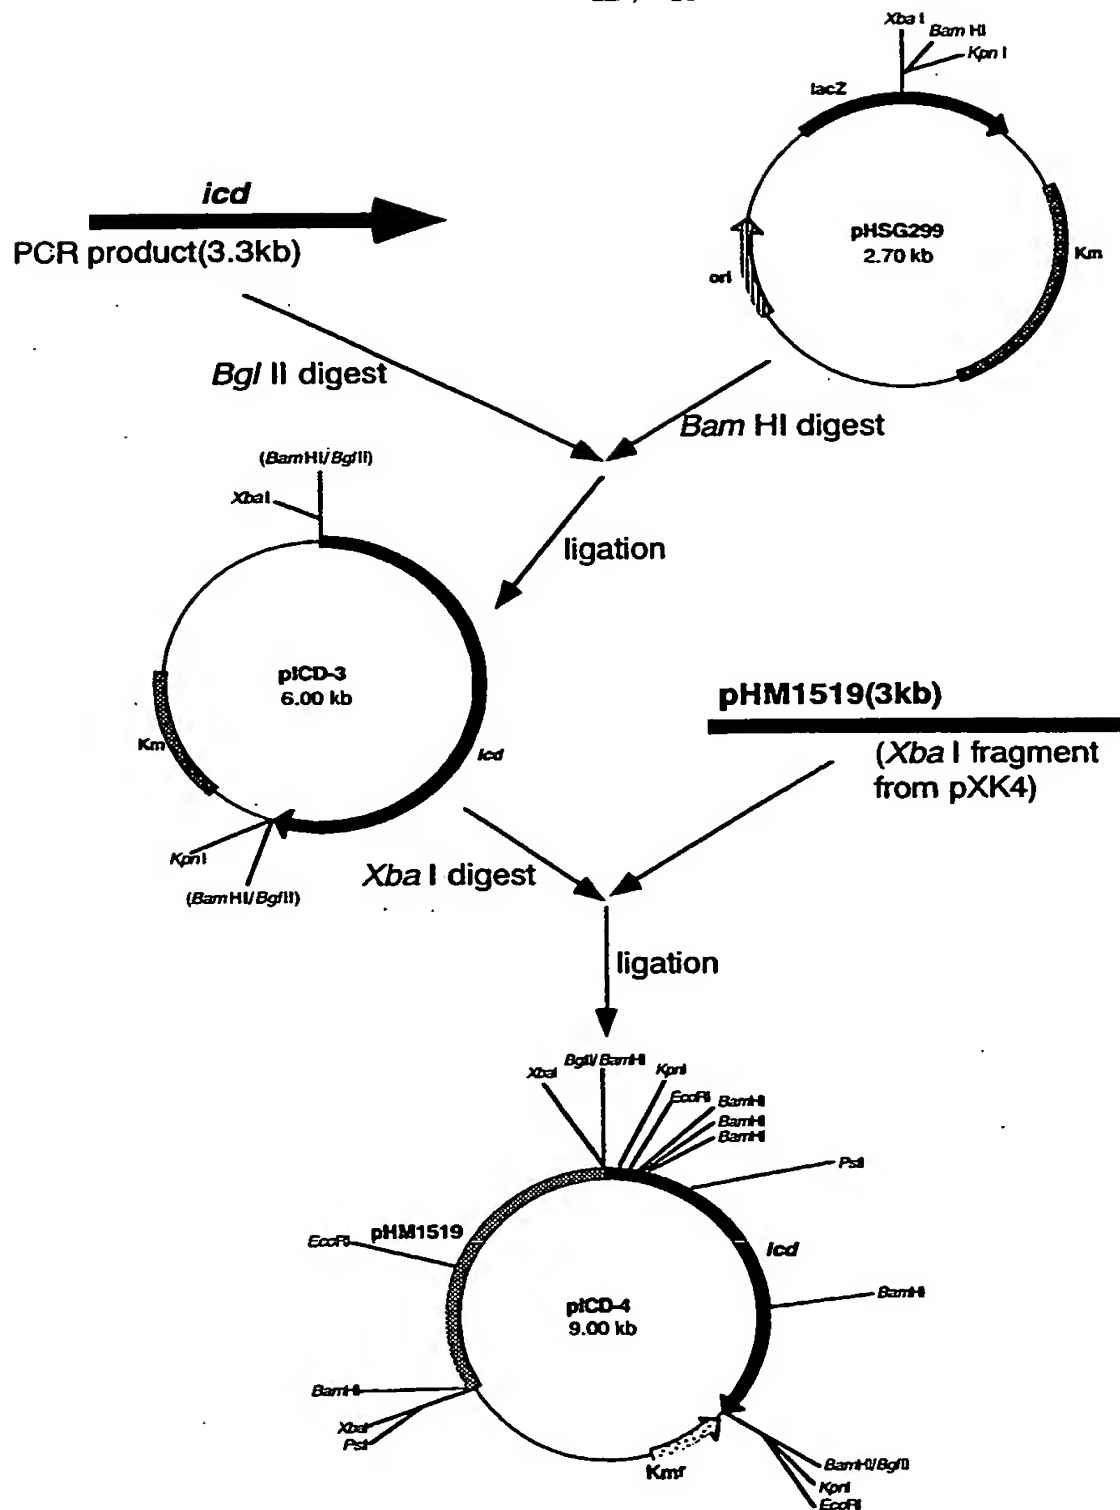 Xba I
Bam HI
Kpn I
lacZ
icd
PCR product(3.3kb)
pHSG299
2.70 kb
Km
ori
Bgl II digest
Bam HI digest
(BamHI/BglII)
XbaI
ligation
pICD-3
6.00 kb
Km
icd
KpnI
(BamHI/BglII)
pHM1519(3kb)
(Xba I fragment
from pXK4)
Xba I digest
ligation
XbaI
BglII/BamHI
KpnI
EcoRI
BamHI
BamHI
BamHI
PstI
pHM1519
EcoRI
icd
BamHI
pICD-4
9.00 kb
BamHI
XbaI
PstI
Kmr
BamHI/BglII
KpnI
EcoRI